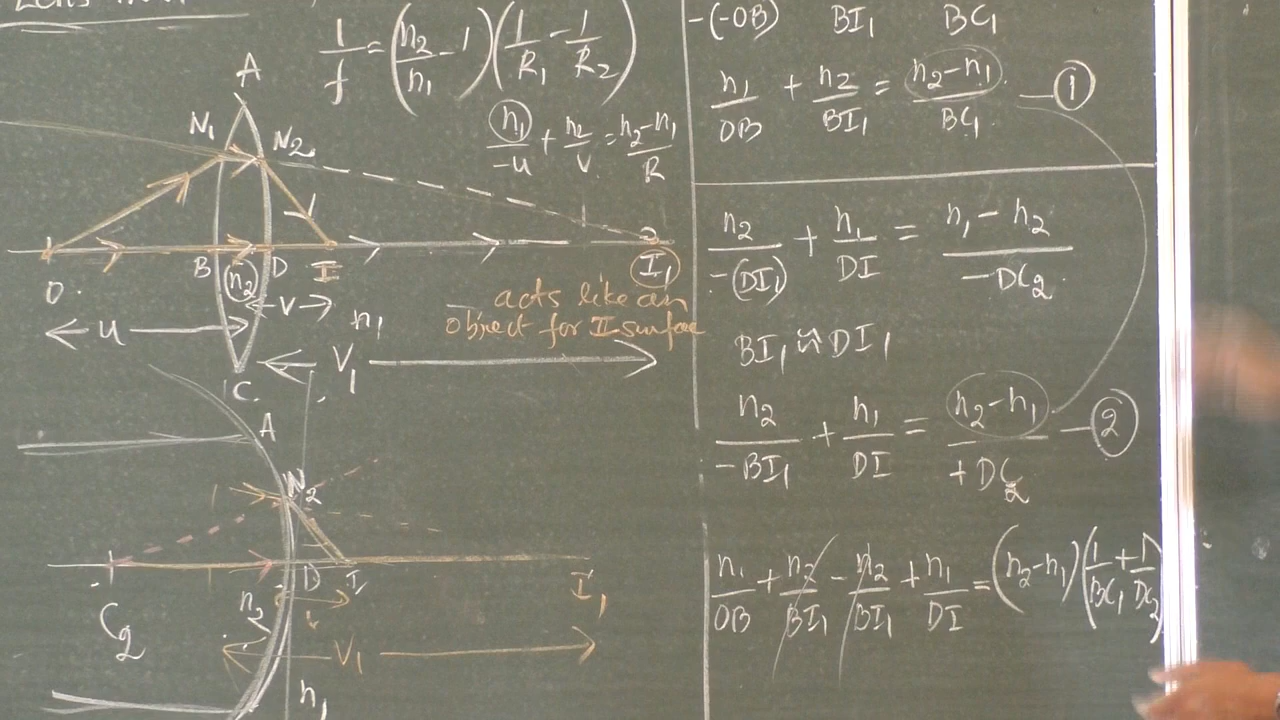 1/f = (n₂/n₁ - 1)(1/R₁ - 1/R₂)
n₁/-u + n₂/v = n₂-n₁/R
A
N₁ N₂
O B n₂ D I I₁
acts like an
object for II surface
u v n₁
V₁
C
A
N₂
C₂ n₂ D I I₁
V₁
n₁
-(-OB) BI₁ BC₁
n₁/OB + n₂/BI₁ = n₂-n₁/BC₁ —①
n₂/-(DI₁) + n₁/DI = n₁-n₂/-DC₂
BI₁ ≈ DI₁
n₂/-BI₁ + n₁/DI = n₂-n₁/+DC₂ —②
n₁/OB + n₂/BI₁ - n₂/BI₁ + n₁/DI = (n₂-n₁)(1/BC₁ + 1/DC₂)